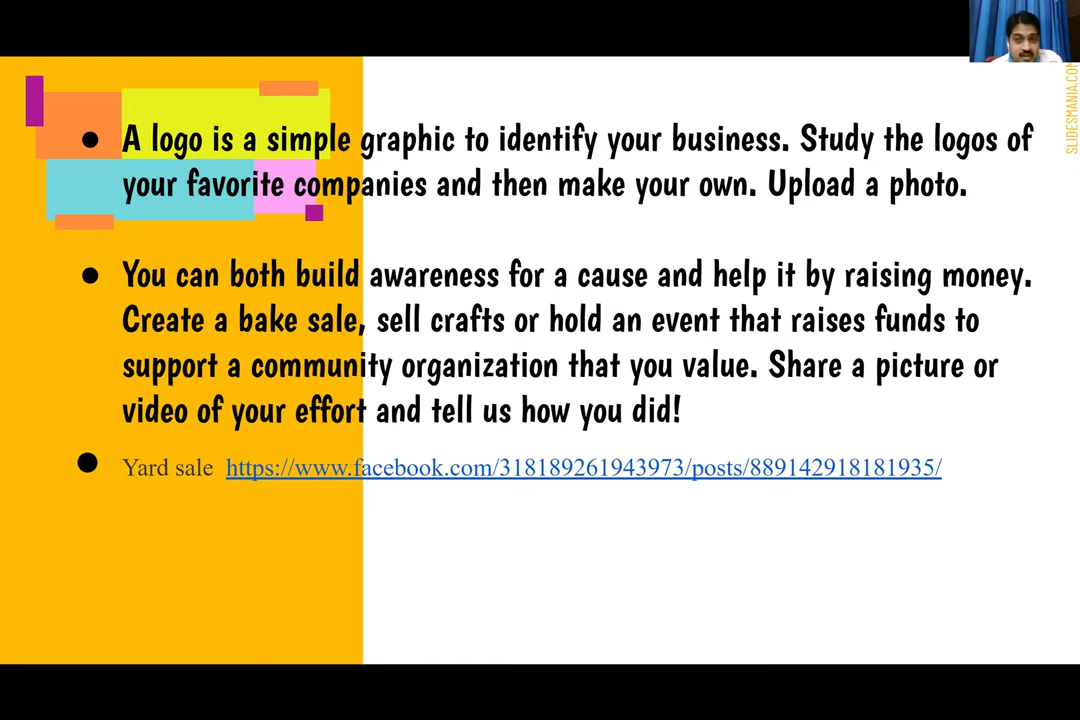 ● A logo is a simple graphic to identify your business. Study the logos of
your favorite companies and then make your own. Upload a photo.
● You can both build awareness for a cause and help it by raising money.
Create a bake sale, sell crafts or hold an event that raises funds to
support a community organization that you value. Share a picture or
video of your effort and tell us how you did!
● Yard sale https://www.facebook.com/318189261943973/posts/889142918181935/
SLIDESMANIA.COM